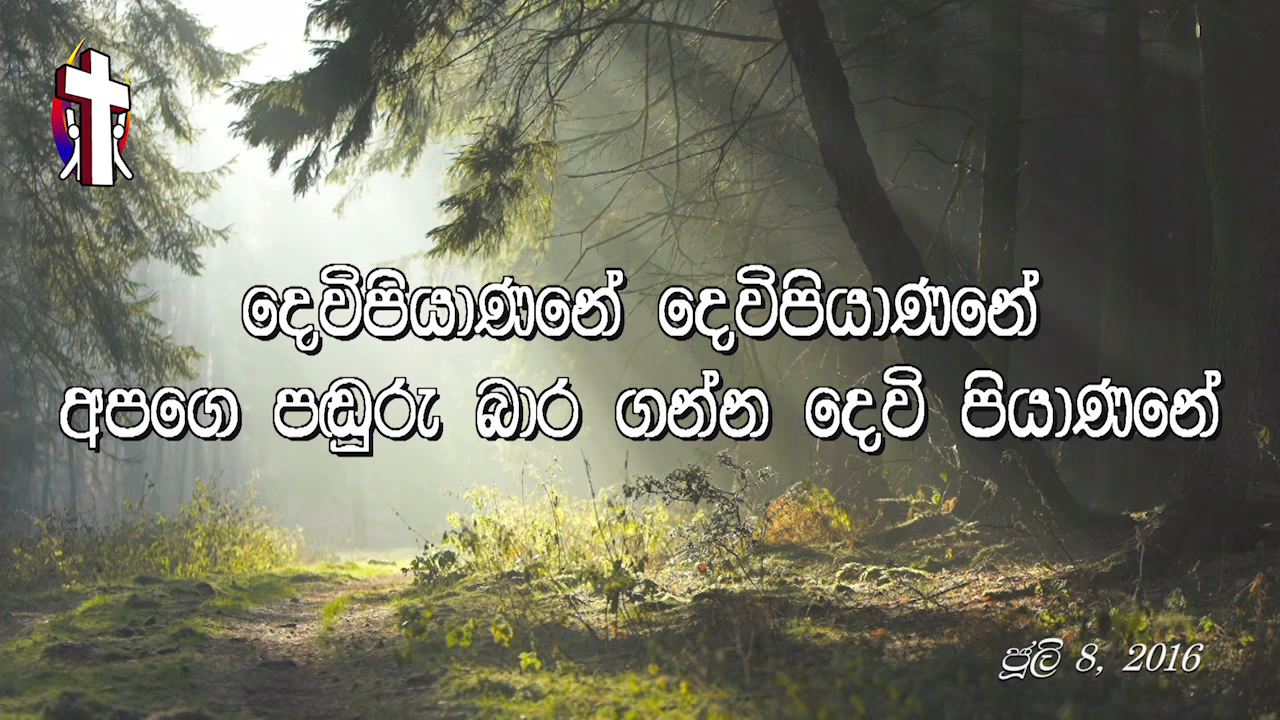 දෙවිපියාණනේ දෙවිපියාණනේ
අපගෙ පඬුරු බාර ගන්න දෙවි පියාණනේ
ජූලි 8, 2016